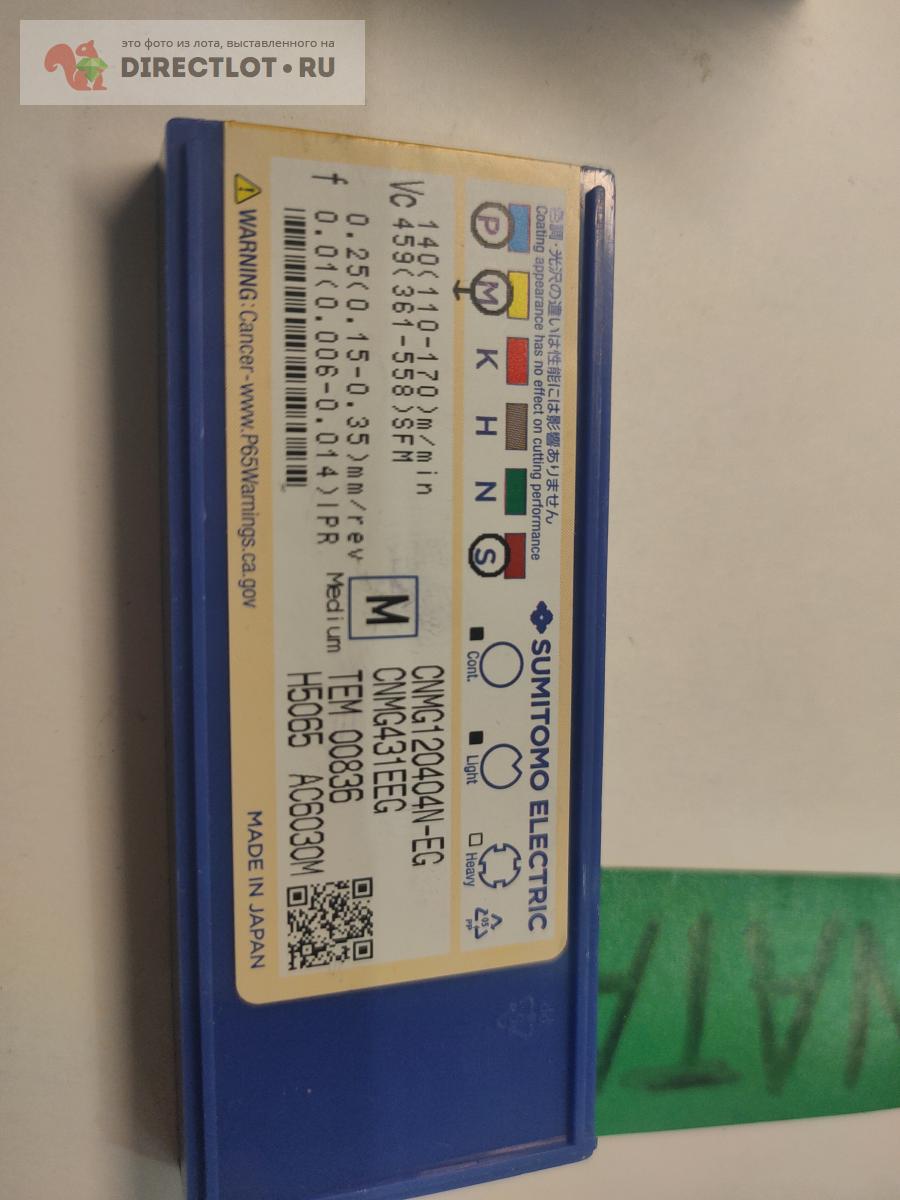 это фото из лота, выставленного на
DIRECTLOT•RU
色調・光沢の違いは性能には影響ありません
Coating appearance has no effect on cutting performance
SUMITOMO ELECTRIC
P M K H N S
Cont. Light Heavy
05
PP
140(110-170)m/min
Vc 459(361-558)SFM
0.25(0.15-0.35)mm/rev
f 0.01(0.006-0.014)IPR
M
Medium
CNMG120404N-EG
CNMG431EEG
TEM 00836
H5065 AC6030M
WARNING:Cancer-www.P65Warnings.ca.gov
MADE IN JAPAN